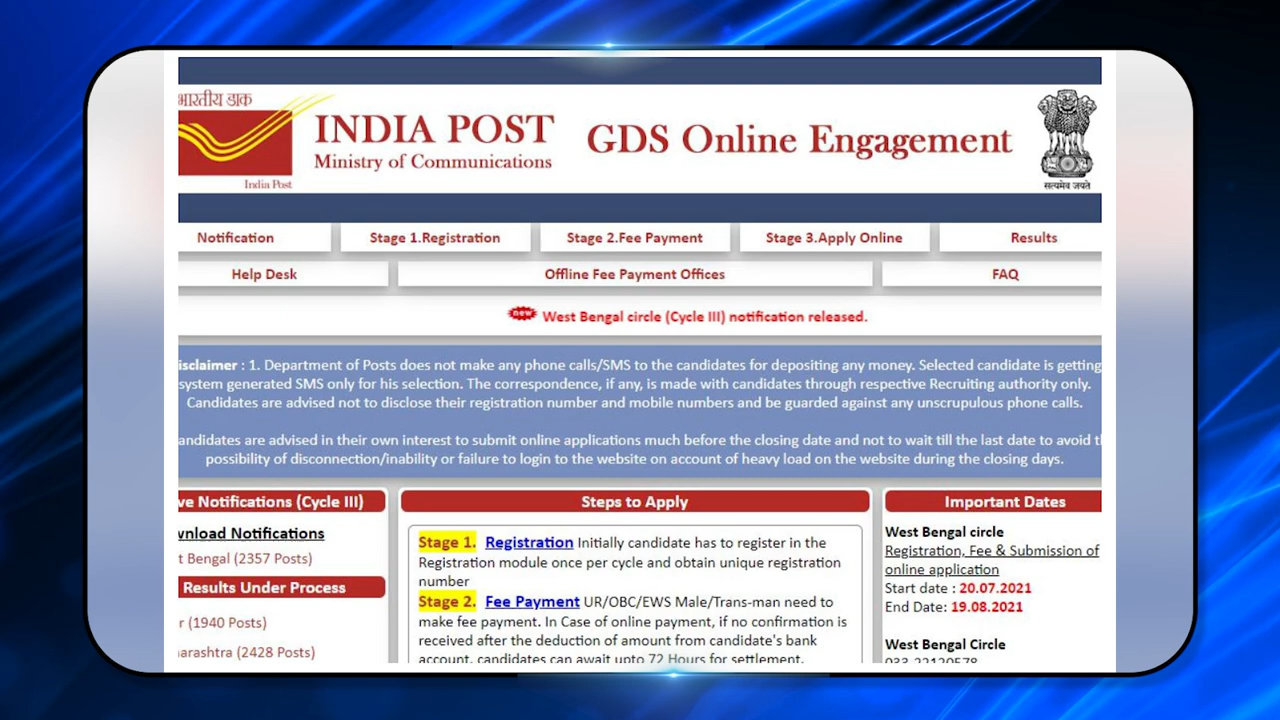 भारतीय डाक
INDIA POST
Ministry of Communications
India Post
GDS Online Engagement
सत्यमेव जयते
Notification
Stage 1.Registration
Stage 2.Fee Payment
Stage 3.Apply Online
Results
Help Desk
Offline Fee Payment Offices
FAQ
new West Bengal circle (Cycle III) notification released.
isclaimer : 1. Department of Posts does not make any phone calls/SMS to the candidates for depositing any money. Selected candidate is getting
system generated SMS only for his selection. The correspondence, if any, is made with candidates through respective Recruiting authority only.
Candidates are advised not to disclose their registration number and mobile numbers and be guarded against any unscrupulous phone calls.
andidates are advised in their own interest to submit online applications much before the closing date and not to wait till the last date to avoid t
possibility of disconnection/inability or failure to login to the website on account of heavy load on the website during the closing days.
ve Notifications (Cycle III)
wnload Notifications
t Bengal (2357 Posts)
Results Under Process
r (1940 Posts)
arashtra (2428 Posts)
Steps to Apply
Stage 1. Registration Initially candidate has to register in the
Registration module once per cycle and obtain unique registration
number
Stage 2. Fee Payment UR/OBC/EWS Male/Trans-man need to
make fee payment. In Case of online payment, if no confirmation is
received after the deduction of amount from candidate's bank
account, candidates can await upto 72 Hours for settlement.
Important Dates
West Bengal circle
Registration, Fee & Submission of
online application
Start date : 20.07.2021
End Date: 19.08.2021
West Bengal Circle
033-22120578